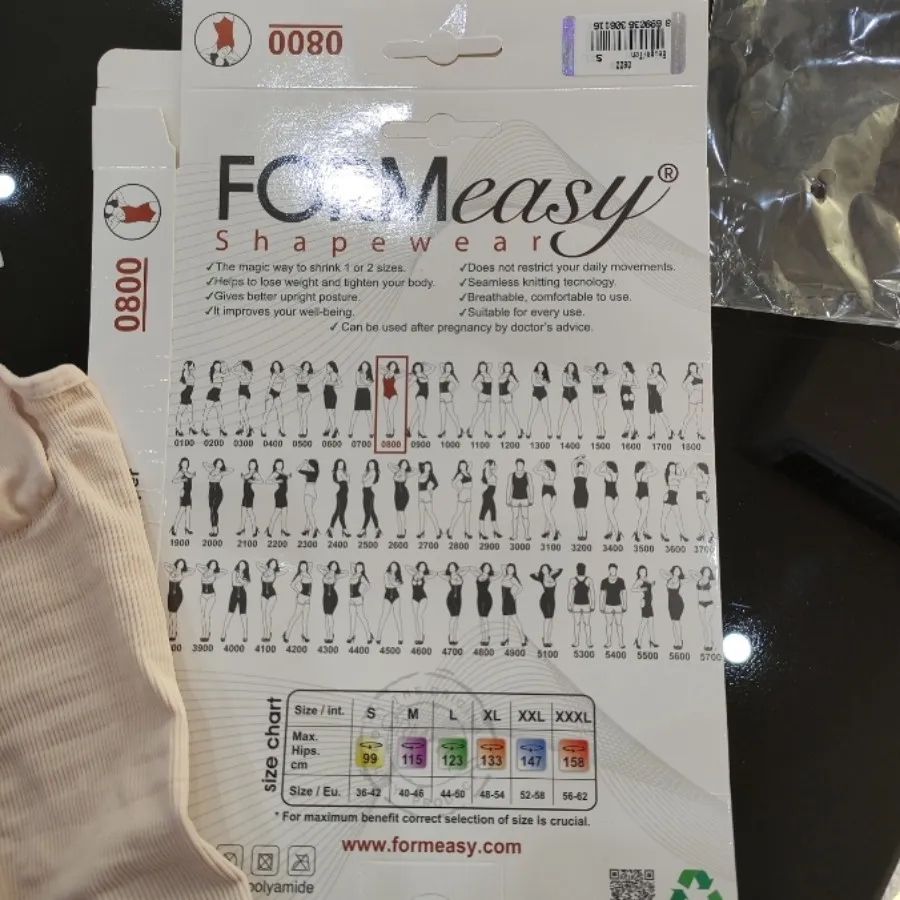 0080
8 699036 308116
S
FORMeasy®
Shapewear
✓The magic way to shrink 1 or 2 sizes.
✓Helps to lose weight and tighten your body.
✓Gives better upright posture.
✓It improves your well-being.
✓Does not restrict your daily movements.
✓Seamless knitting tecnology.
✓Breathable, comfortable to use.
✓Suitable for every use.
✓Can be used after pregnancy by doctor's advice.
0800
0100 0200 0300 0400 0500 0600 0700 0800 0900 1000 1100 1200 1300 1400 1500 1600 1700 1800
1900 2000 2100 2200 2300 2400 2500 2600 2700 2800 2900 3000 3100 3200 3400 3500 3600 3700
3900 4000 4100 4200 4300 4400 4500 4600 4700 4800 4900 5100 5300 5400 5500 5600 5700
size chart
Size / int. S M L XL XXL XXXL
Max. Hips. cm 99 115 123 133 147 158
Size / Eu. 36-42 40-46 44-50 48-54 52-58 56-62
* For maximum benefit correct selection of size is crucial.
www.formeasy.com
polyamide